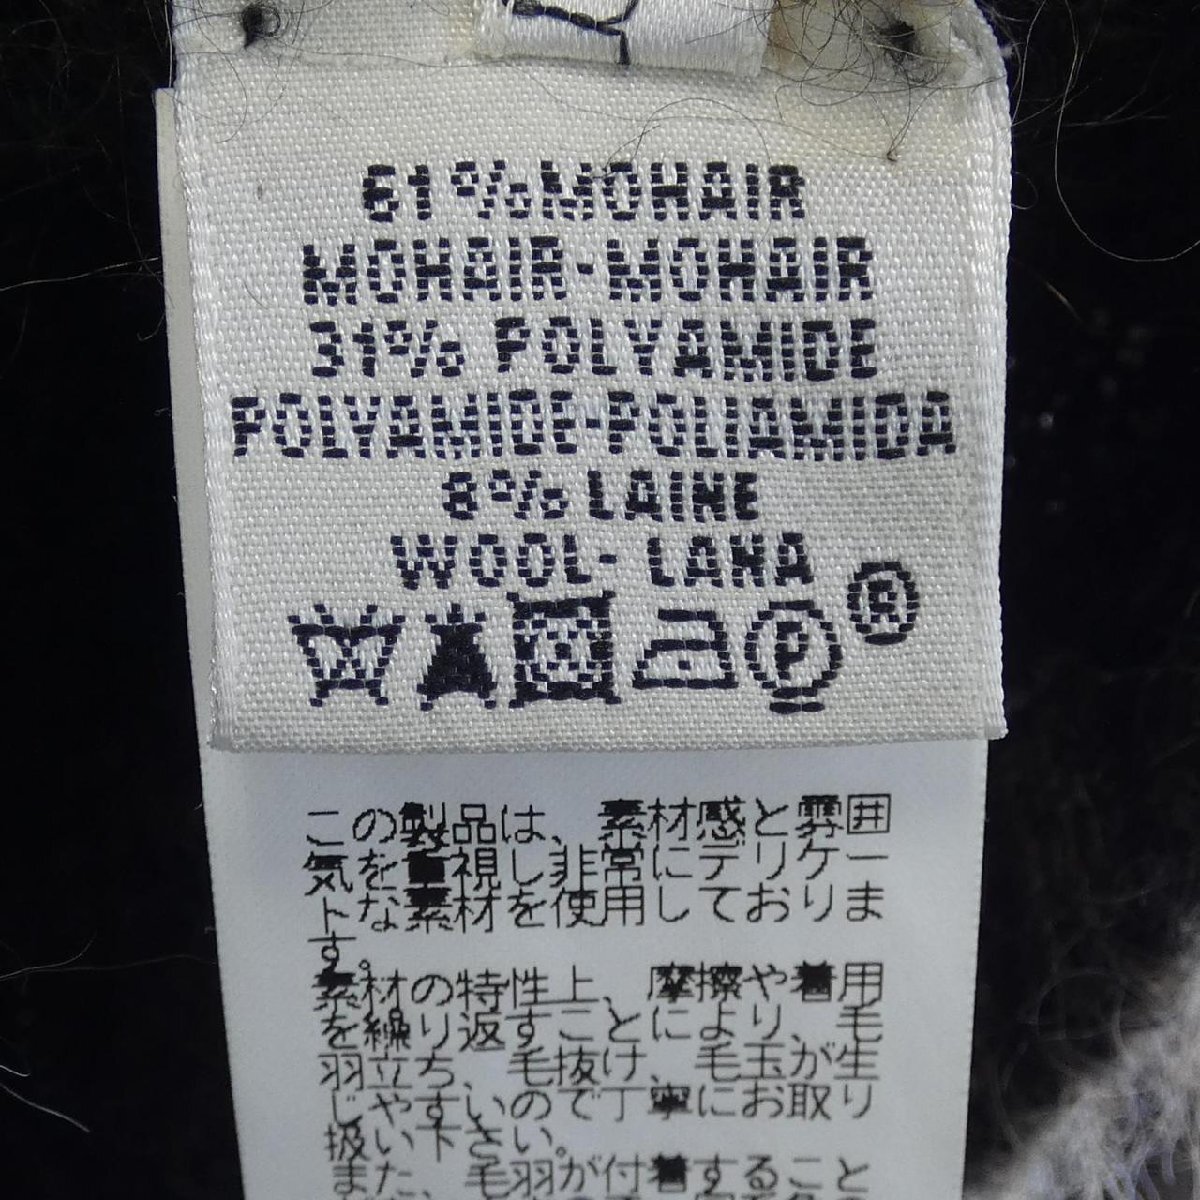 61%MOHAIR
MOHAIR-MOHAIR
31% POLYAMIDE
POLYAMIDE-POLIAMIDA
8% LAINE
WOOL- LANA
P ®
この製品は、素材感と雰囲
気を重視し非常にデリケー
トな素材を使用しておりま
す。
素材の特性上、摩擦や着用
を繰り返すことにより、毛
羽立ち、毛抜け、毛玉が生
じやすいので丁寧にお取り
扱い下さい。
また、毛羽が付着すること